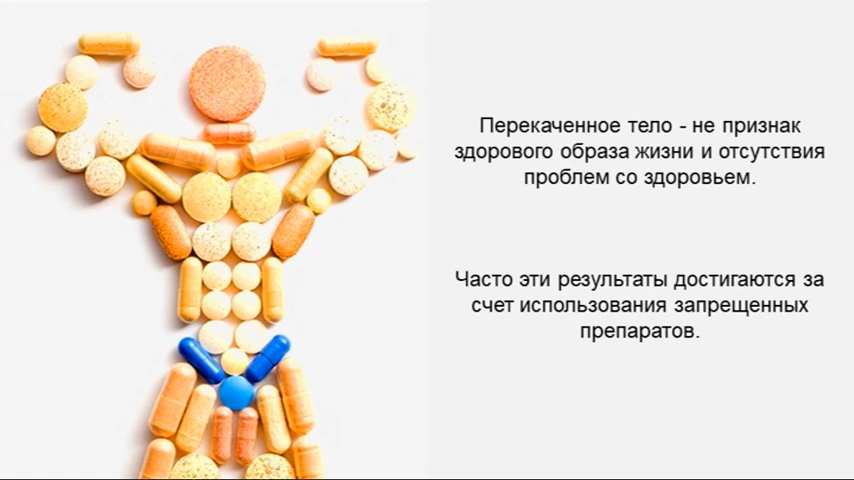 Перекаченное тело - не признак
здорового образа жизни и отсутствия
проблем со здоровьем.
Часто эти результаты достигаются за
счет использования запрещенных
препаратов.